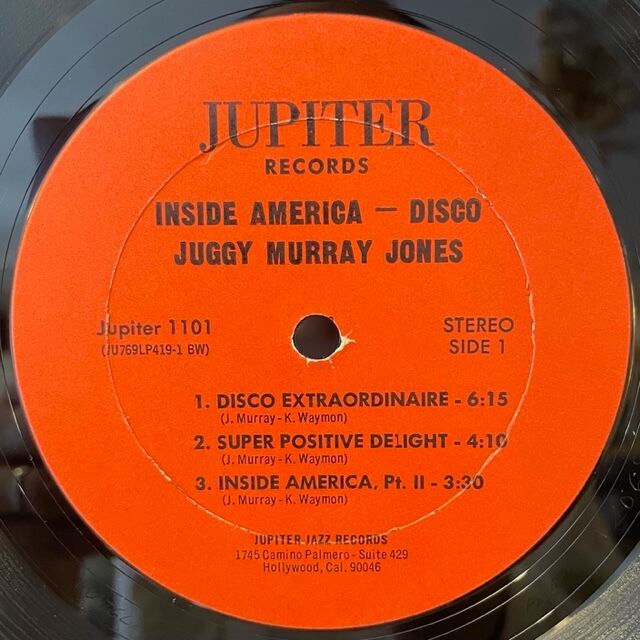 JUPITER
RECORDS
INSIDE AMERICA — DISCO
JUGGY MURRAY JONES
Jupiter 1101
(JU769LP419-1 BW)
STEREO
SIDE 1
1. DISCO EXTRAORDINAIRE - 6:15
(J. Murray - K. Waymon)
2. SUPER POSITIVE DELIGHT - 4:10
(J. Murray - K. Waymon)
3. INSIDE AMERICA, Pt. II - 3:30
(J. Murray - K. Waymon)
JUPITER JAZZ RECORDS
1745 Camino Palmero - Suite 429
Hollywood, Cal. 90046